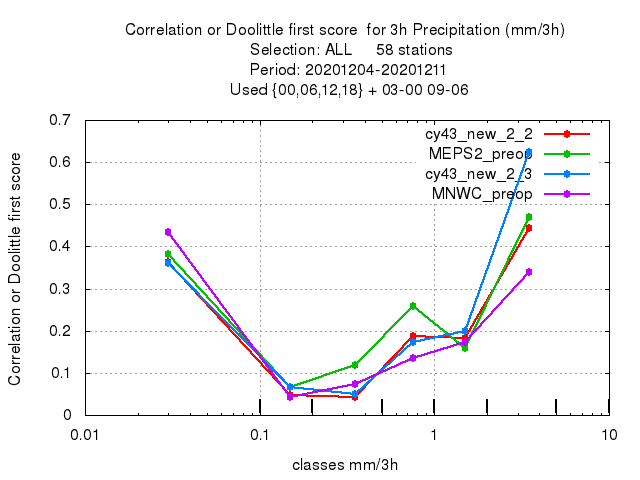 Correlation or Doolittle first score  for 3h Precipitation (mm/3h)
Selection: ALL     58 stations
Period: 20201204-20201211
Used {00,06,12,18} + 03-00 09-06
Correlation or Doolittle first score
0.7
0.6
0.5
0.4
0.3
0.2
0.1
0
cy43_new_2_2
MEPS2_preop
cy43_new_2_3
MNWC_preop
0.01 0.1 1 10
classes mm/3h